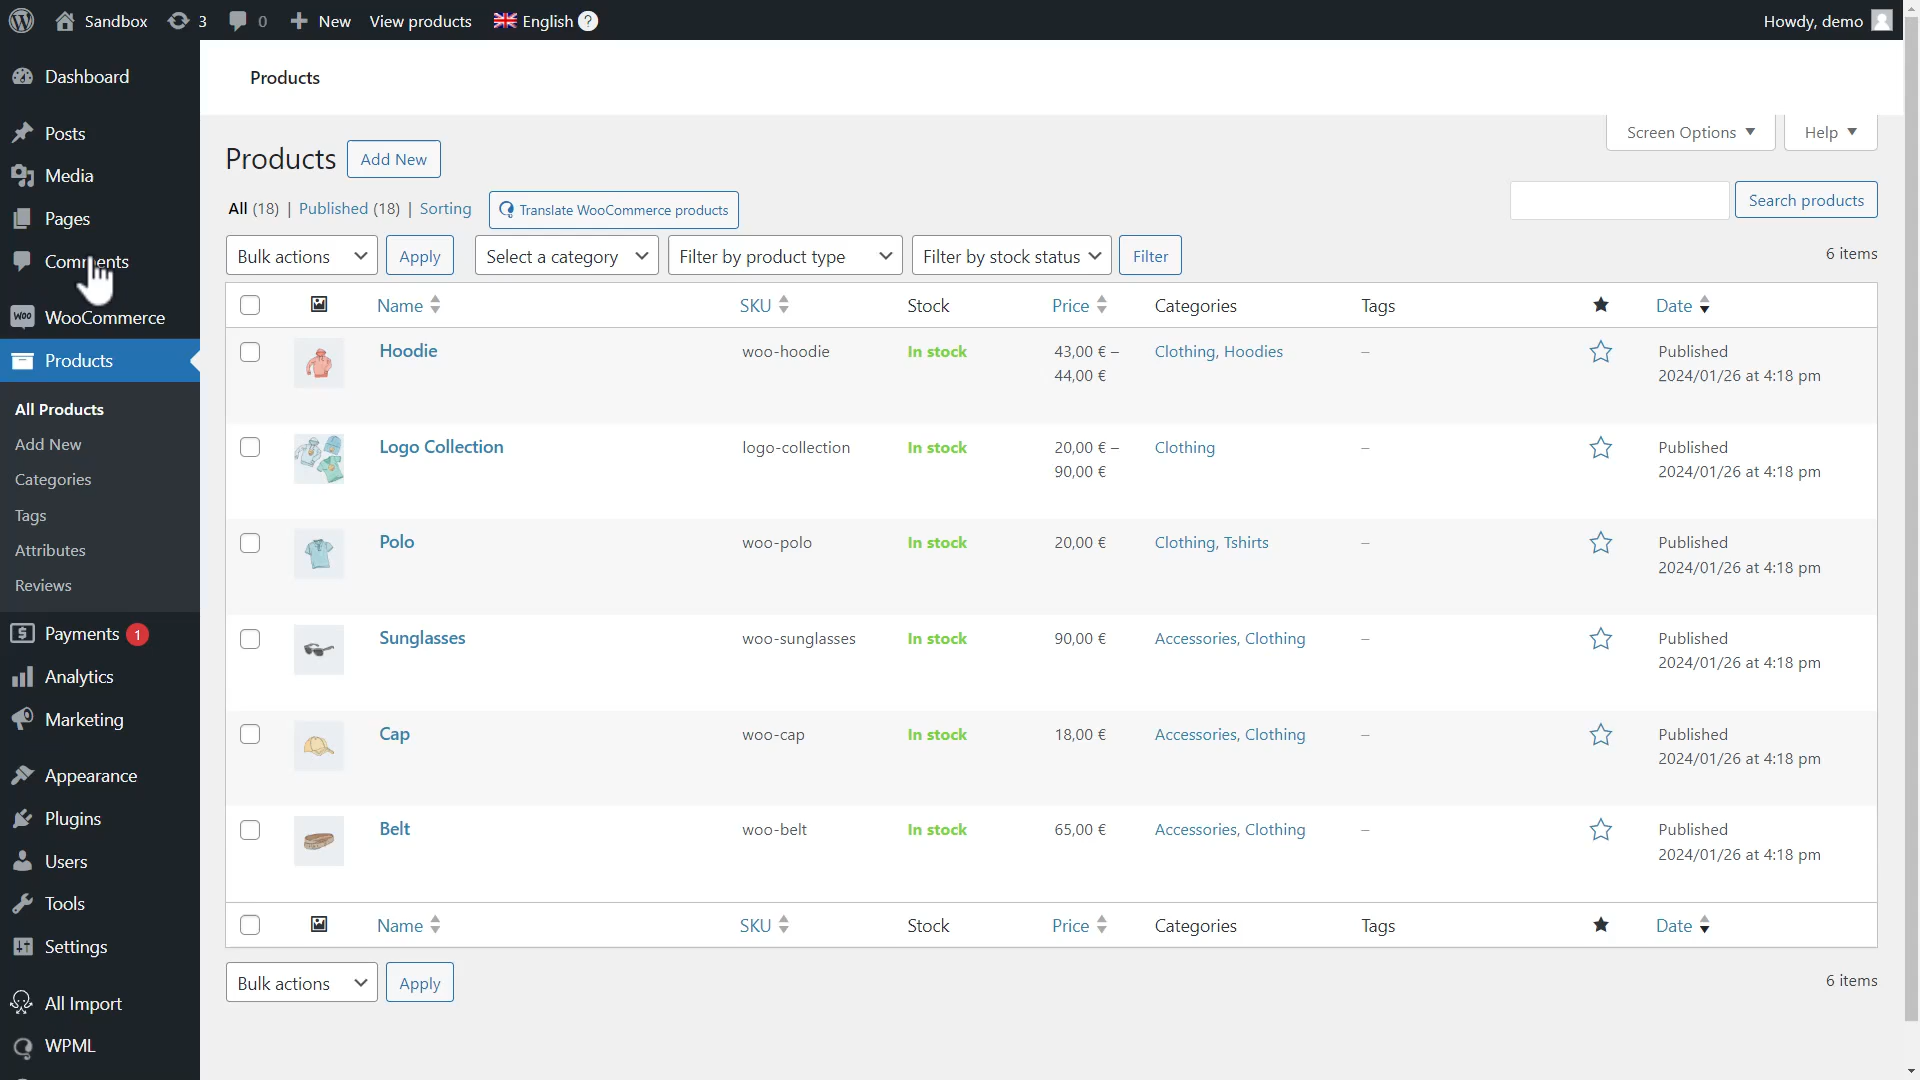 Sandbox 3 0 New View products English ? Howdy, demo
Dashboard
Posts
Media
Pages
Comments
WOO WooCommerce
Products
All Products
Add New
Categories
Tags
Attributes
Reviews
Payments 1
Analytics
Marketing
Appearance
Plugins
Users
Tools
Settings
All Import
WPML
Products
Screen Options Help
Products Add New
All (18) | Published (18) | Sorting Translate WooCommerce products
Search products
Bulk actions Apply Select a category Filter by product type Filter by stock status Filter 6 items
Name SKU Stock Price Categories Tags Date
Hoodie woo-hoodie In stock 43,00 € – Clothing, Hoodies – Published
44,00 € 2024/01/26 at 4:18 pm
Logo Collection logo-collection In stock 20,00 € – Clothing – Published
90,00 € 2024/01/26 at 4:18 pm
Polo woo-polo In stock 20,00 € Clothing, Tshirts – Published
2024/01/26 at 4:18 pm
Sunglasses woo-sunglasses In stock 90,00 € Accessories, Clothing – Published
2024/01/26 at 4:18 pm
Cap woo-cap In stock 18,00 € Accessories, Clothing – Published
2024/01/26 at 4:18 pm
Belt woo-belt In stock 65,00 € Accessories, Clothing – Published
2024/01/26 at 4:18 pm
Name SKU Stock Price Categories Tags Date
Bulk actions Apply 6 items